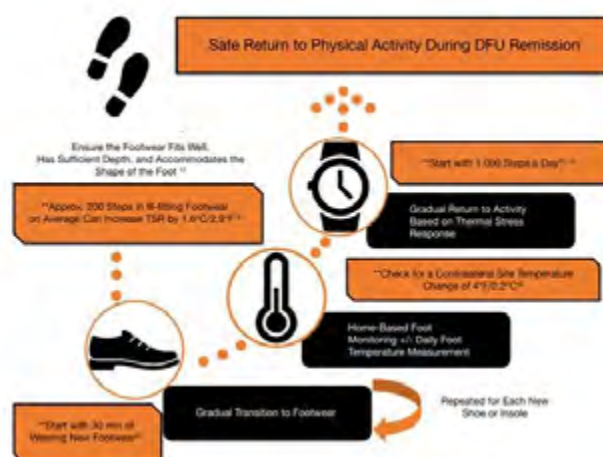 Safe Return to Physical Activity During DFU Remission
Ensure the Footwear Fits Well,
Has Sufficient Depth, and Accommodates the
Shape of the Foot
**Approx. 200 Steps in Ill-fitting Footwear
on Average Can Increase TSR by
**Start with 1,000 Steps a Day
Gradual Return to Activity
Based on Thermal Stress
Response
**Check for a Contralateral Site Temperature
Change of 4°F/2.2°C
Home-Based Foot
Monitoring +/- Daily Foot
Temperature Measurement
Gradual Transition to Footwear
Repeated for Each New
Shoe or Insole
**Start with 30 min of
Wearing New Footwear